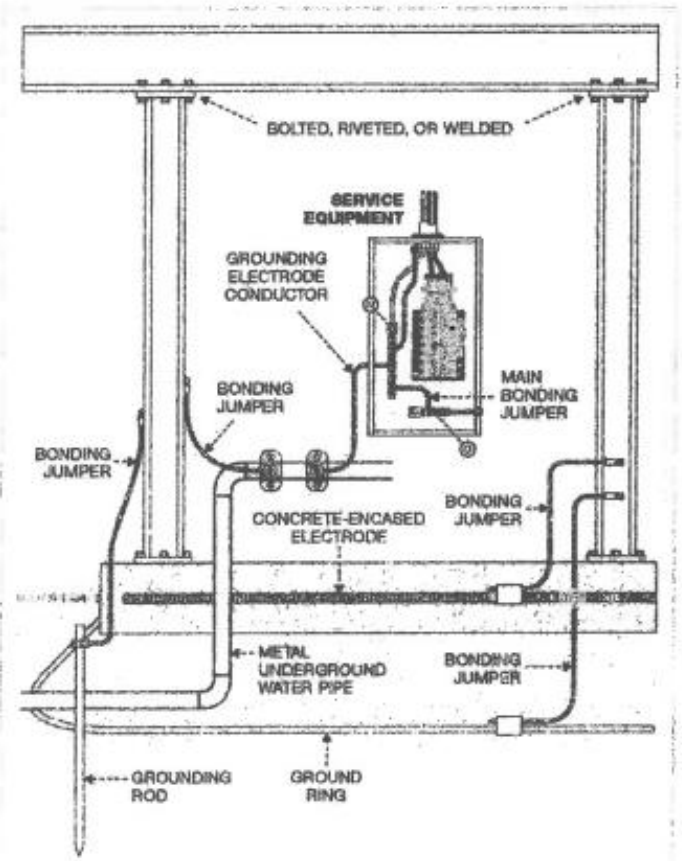 BOLTED, RIVETED, OR WELDED
SERVICE
EQUIPMENT
GROUNDING
ELECTRODE
CONDUCTOR
MAIN
BONDING
JUMPER
BONDING
JUMPER
BONDING
JUMPER
BONDING
JUMPER
CONCRETE-ENCASED
ELECTRODE
METAL
UNDERGROUND
WATER PIPE
BONDING
JUMPER
GROUNDING
ROD
GROUND
RING